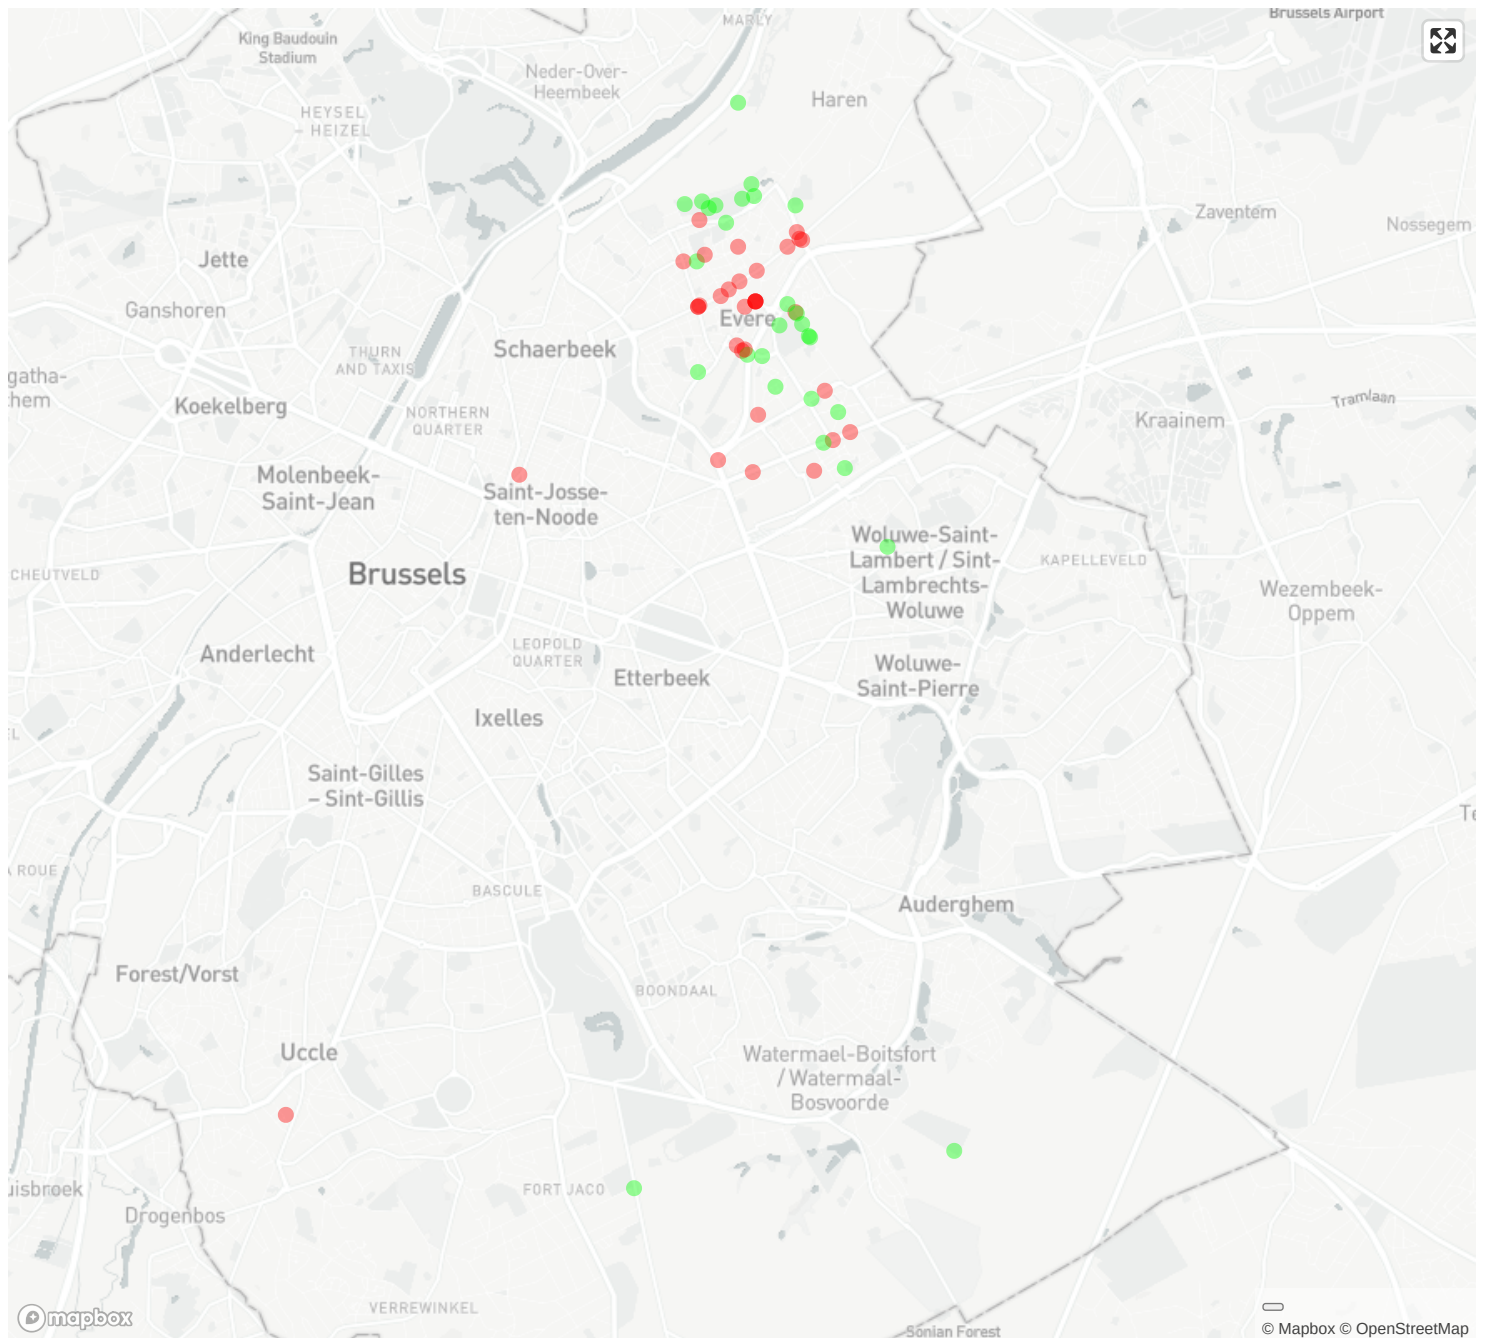 MARLY
Brussels Airport
King Baudouin
Stadium
Neder-Over-
Heembeek
Haren
HEYSEL
- HEIZEL
Zaventem
Nossegem
Jette
Ganshoren
Evere
Schaerbeek
THURN
AND TAXIS
gatha-
chem
Koekelberg
NORTHERN
QUARTER
Tramlaan
Kraainem
Molenbeek-
Saint-Jean
Saint-Josse-
ten-Noode
Woluwe-Saint-
Lambert / Sint-
Lambrechts-
Woluwe
KAPELLEVELD
SCHEUTVELD
Brussels
Wezembeek-
Oppem
LEOPOLD
QUARTER
Anderlecht
Etterbeek
Woluwe-
Saint-Pierre
Ixelles
EL
Saint-Gilles
– Sint-Gillis
Te
A ROUE
BASCULE
Auderghem
Forest/Vorst
BOONDAAL
Uccle
Watermael-Boitsfort
/ Watermaal-
Bosvoorde
uisbroek
FORT JACO
Drogenbos
VERREWINKEL
mapbox
Sonian Forest
© Mapbox © OpenStreetMap